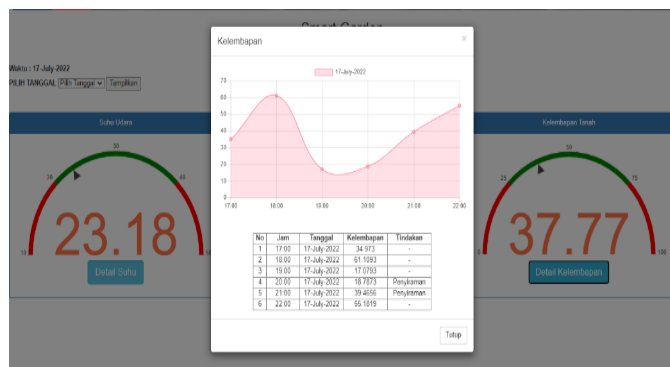 Smart Garden
Kelembapan
×
Waktu : 17-July-2022
PILIH TANGGAL Pilih Tanggal Tampilkan
17-July-2022
70
60
50
40
30
20
10
0
17:00 18:00 19:00 20:00 21:00 22:00
Suhu Udara
10
20
30
40
23.18
Detail Suhu
Kelembapan Tanah
0
25
50
75
100
37.77
Detail Kelembapan
No Jam Tanggal Kelembapan Tindakan
1 17:00 17-July-2022 34.973 -
2 18:00 17-July-2022 61.1093 -
3 19:00 17-July-2022 17.0793 -
4 20:00 17-July-2022 18.7873 Penyiraman
5 21:00 17-July-2022 39.4656 Penyiraman
6 22:00 17-July-2022 55.1819 -
Tutup